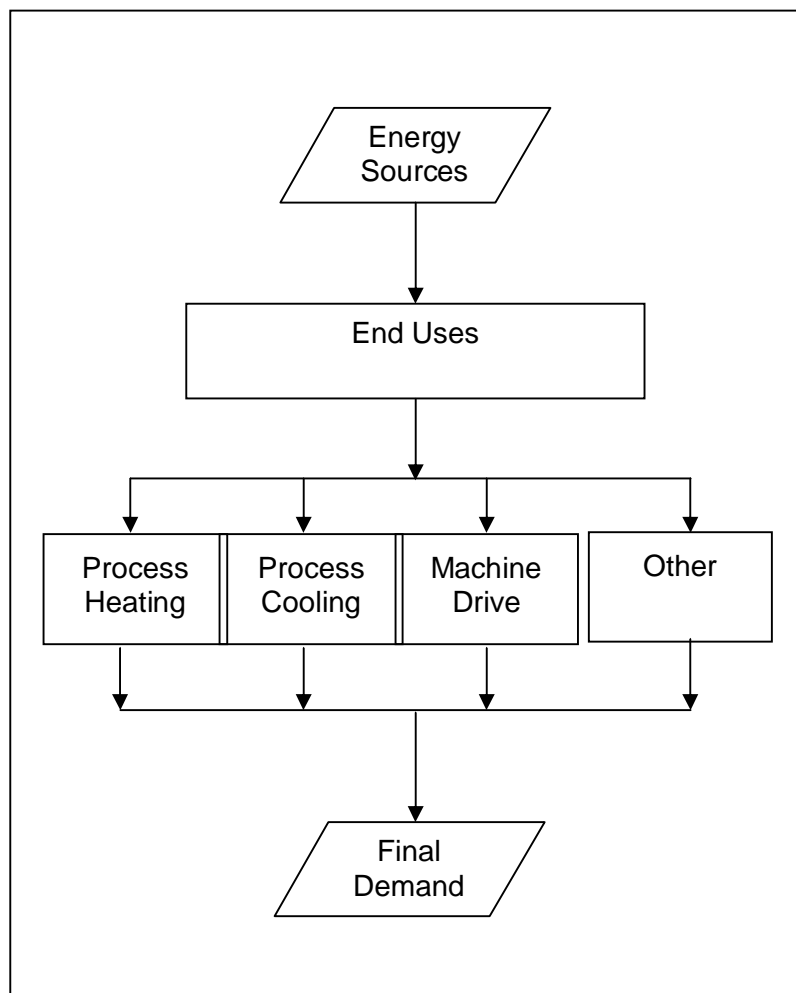 Energy
Sources
End Uses
Process
Heating
Process
Cooling
Machine
Drive
Other
Final
Demand